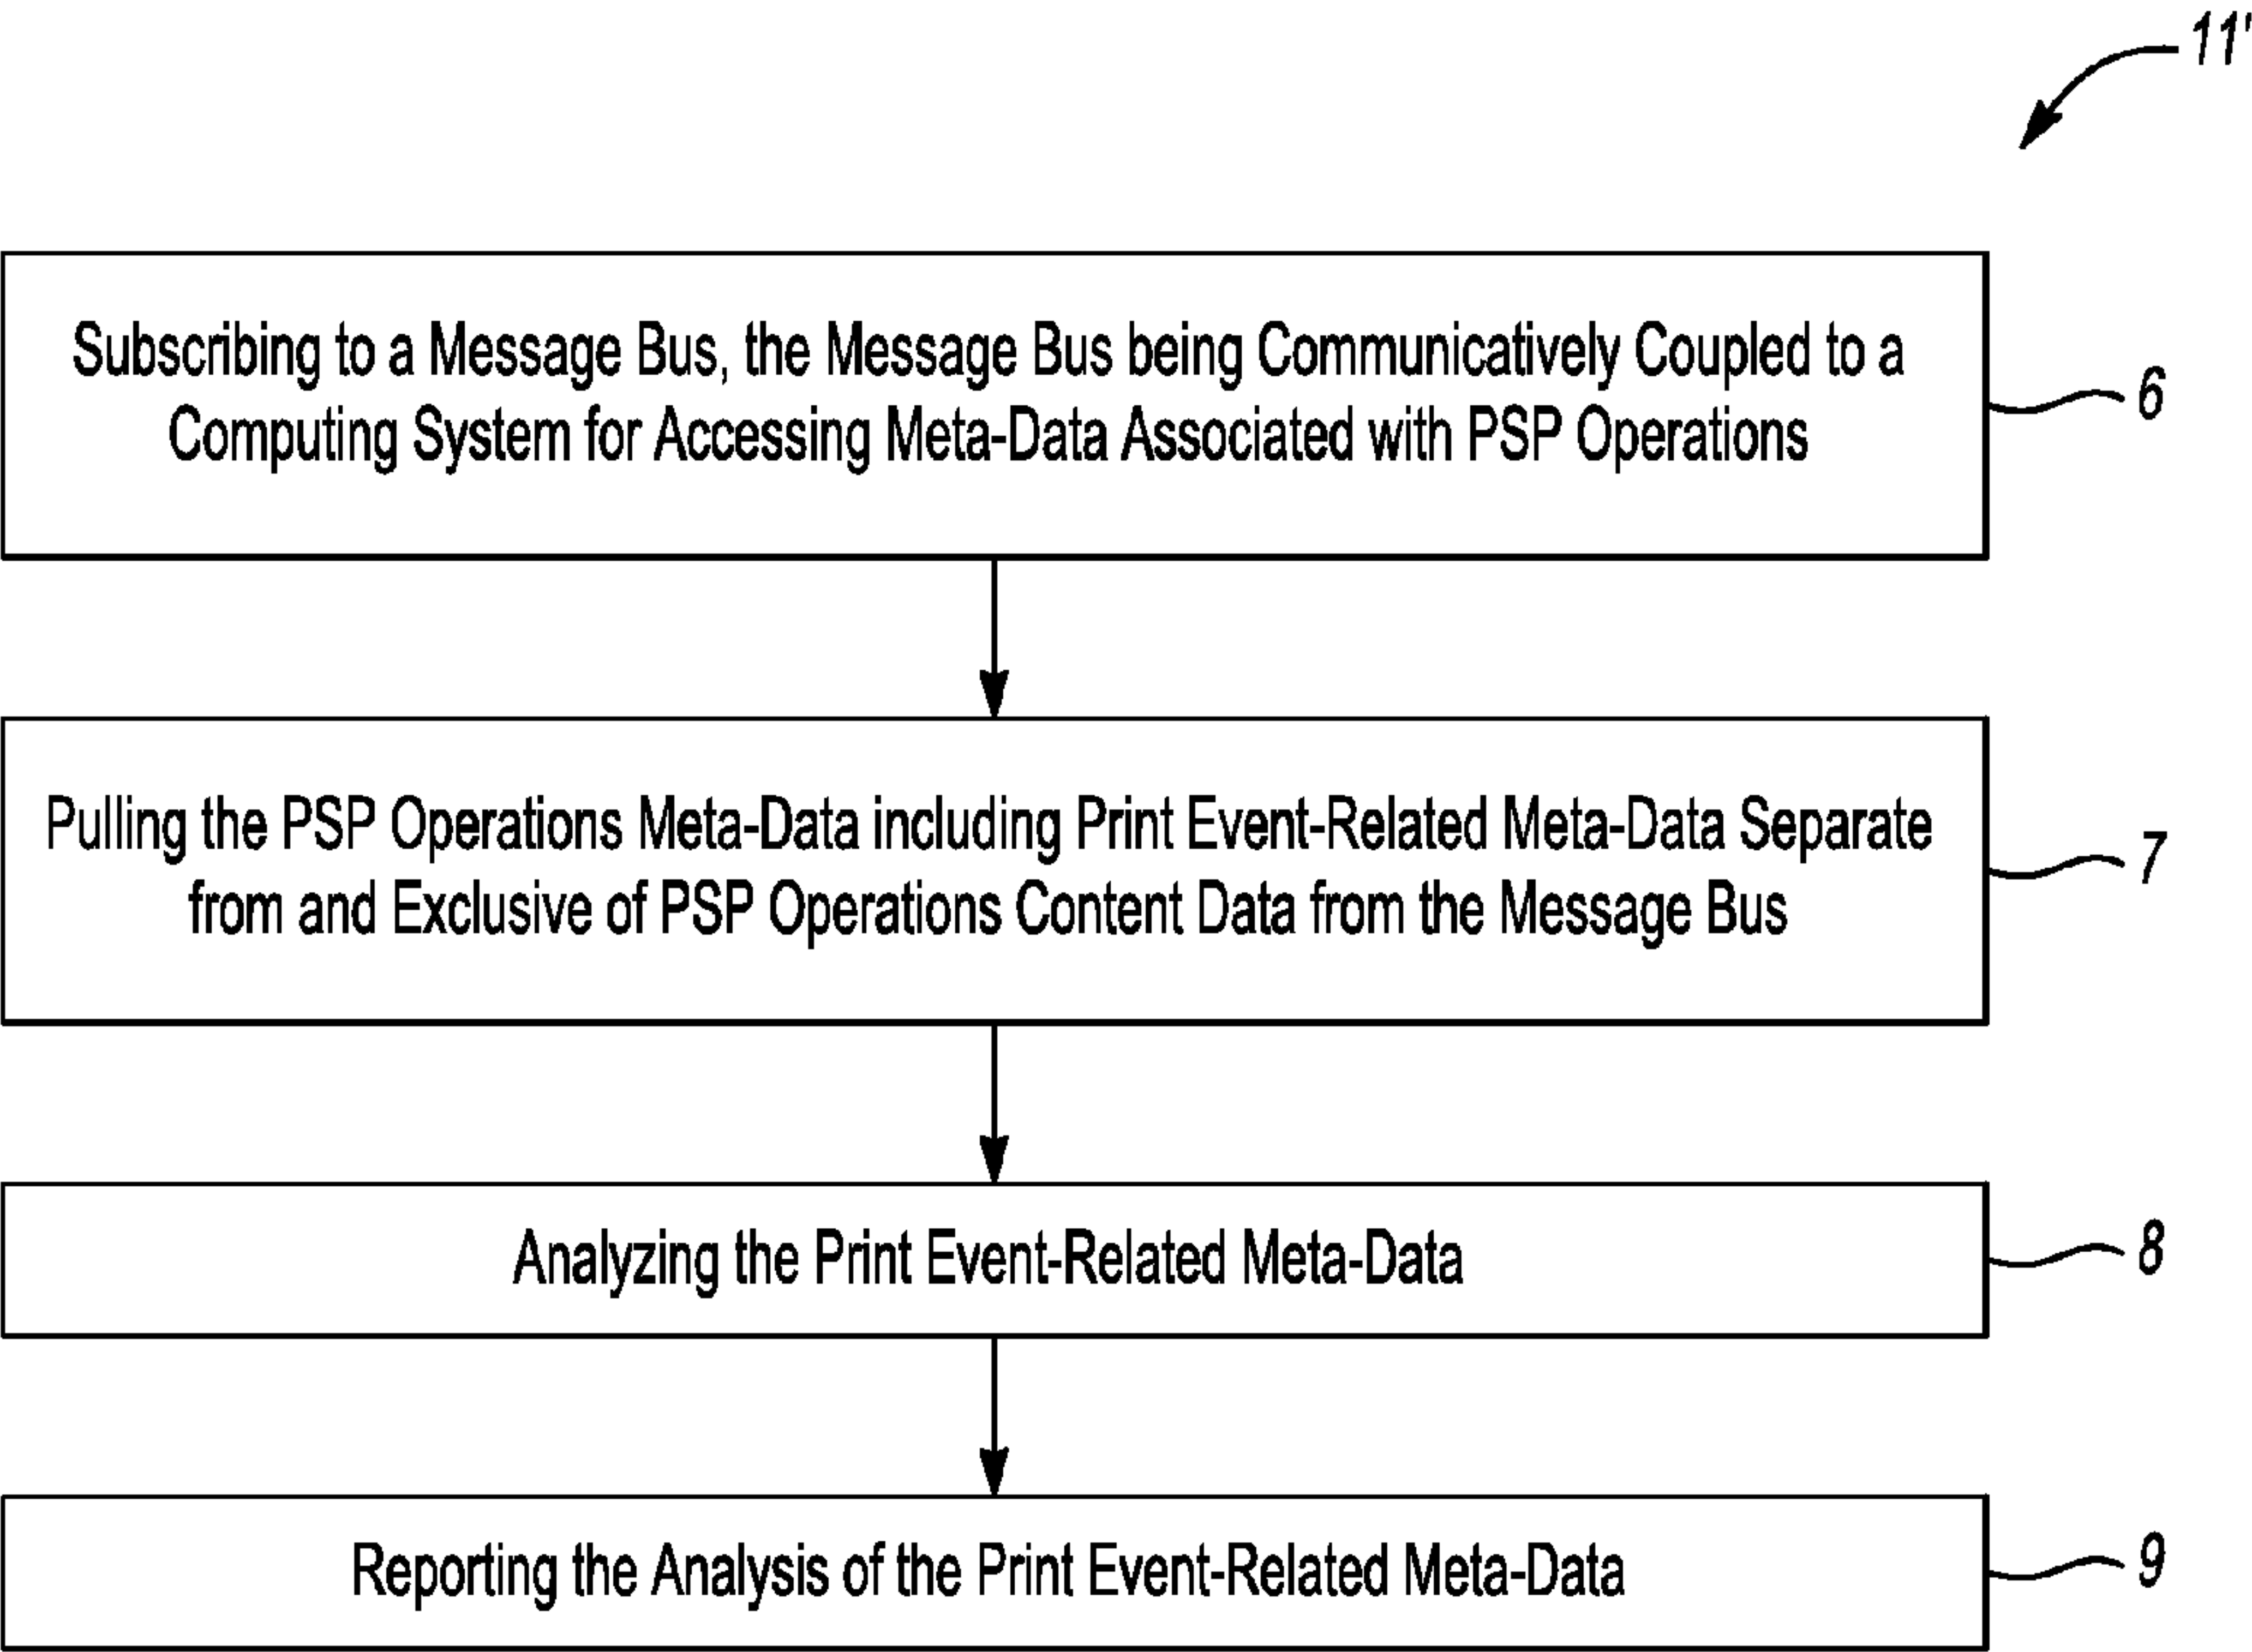 11'
Subscribing to a Message Bus, the Message Bus being Communicatively Coupled to a
Computing System for Accessing Meta-Data Associated with PSP Operations
6
Pulling the PSP Operations Meta-Data including Print Event-Related Meta-Data Separate
from and Exclusive of PSP Operations Content Data from the Message Bus
7
Analyzing the Print Event-Related Meta-Data
8
Reporting the Analysis of the Print Event-Related Meta-Data
9